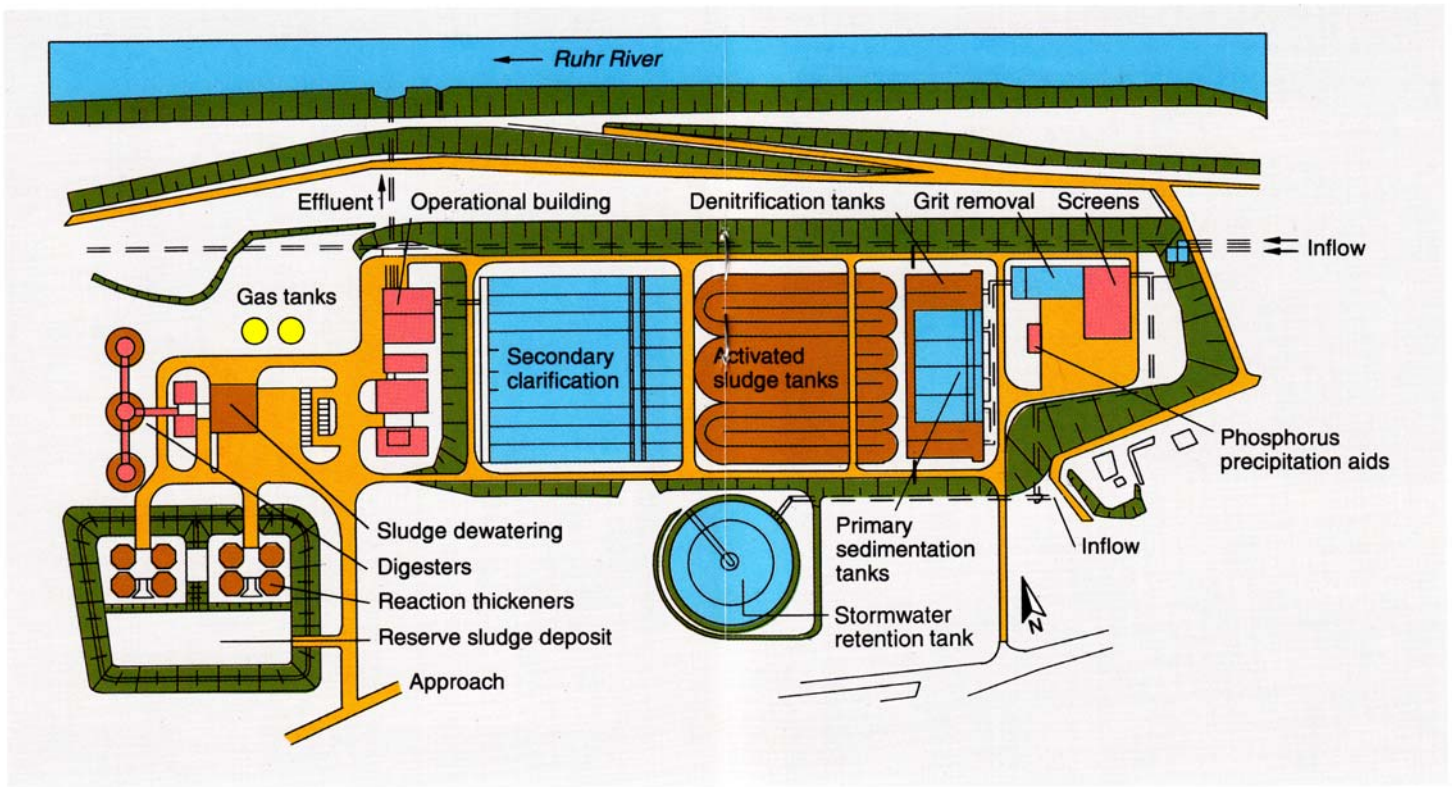 Ruhr River
Effluent
Operational building
Denitrification tanks
Grit removal
Screens
Inflow
Gas tanks
Secondary
clarification
Activated
sludge tanks
Phosphorus
precipitation aids
Sludge dewatering
Digesters
Reaction thickeners
Reserve sludge deposit
Approach
Primary
sedimentation
tanks
Inflow
Stormwater
retention tank
N